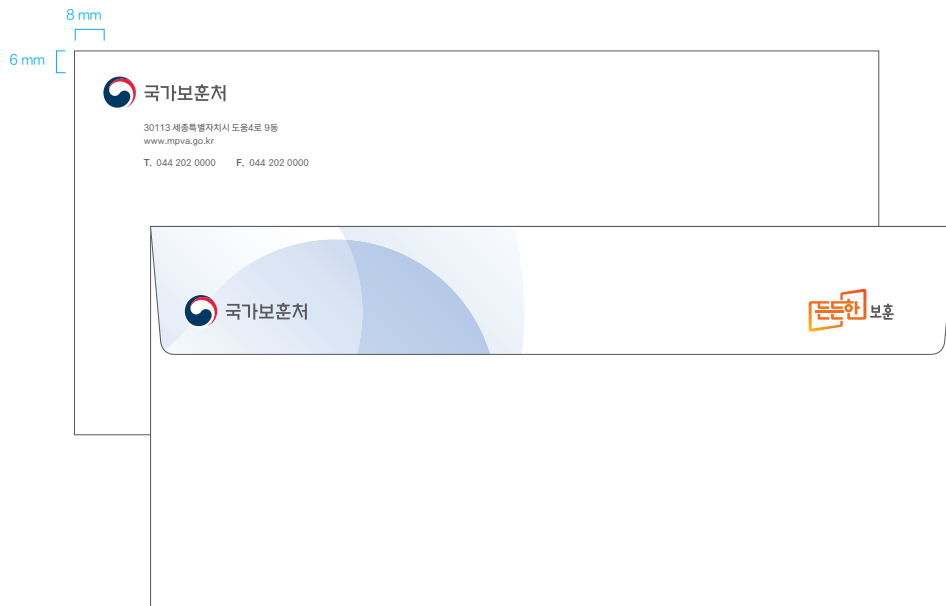 8 mm
6 mm
국가보훈처
30113 세종특별자치시 도움4로 9동
www.mpva.go.kr
T. 044 202 0000 F. 044 202 0000
국가보훈처
든든한 보훈